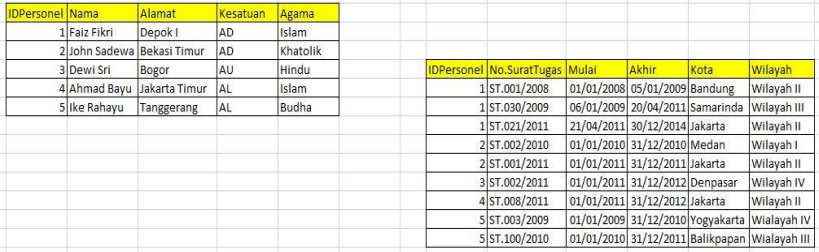 IDPersonel Nama Alamat Kesatuan Agama
1 Faiz Fikri Depok I AD Islam
2 John Sadewa Bekasi Timur AD Khatolik
3 Dewi Sri Bogor AU Hindu
4 Ahmad Bayu Jakarta Timur AL Islam
5 Ike Rahayu Tanggerang AL Budha
IDPersonel No.SuratTugas Mulai Akhir Kota Wilayah
1 ST.001/2008 01/01/2008 05/01/2009 Bandung Wilayah II
1 ST.030/2009 06/01/2009 20/04/2011 Samarinda Wilayah III
1 ST.021/2011 21/04/2011 30/12/2014 Jakarta Wilayah II
2 ST.002/2010 01/01/2010 31/12/2010 Medan Wilayah I
2 ST.001/2011 01/01/2011 31/12/2011 Jakarta Wilayah II
3 ST.002/2011 01/01/2011 31/12/2012 Denpasar Wilayah IV
4 ST.008/2011 01/01/2011 31/12/2012 Jakarta Wilayah II
5 ST.003/2009 01/01/2009 31/12/2010 Yogyakarta Wialayah IV
5 ST.100/2010 01/01/2010 31/12/2011 Balikpapan Wialayah III